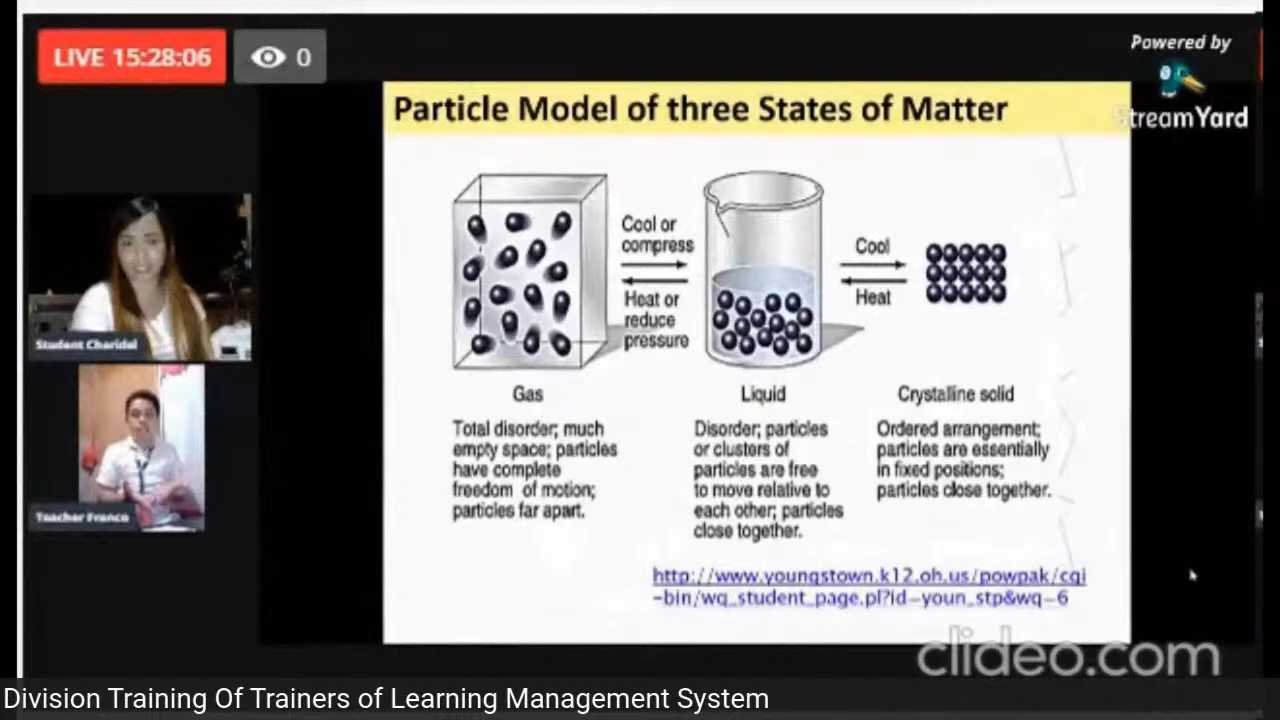 LIVE 15:28:06
0
Powered by
StreamYard
Particle Model of three States of Matter
Cool or
compress
Heat or
reduce
pressure
Cool
Heat
Gas
Liquid
Crystalline solid
Total disorder; much
empty space; particles
have complete
freedom of motion;
particles far apart.
Disorder; particles
or clusters of
particles are free
to move relative to
each other; particles
close together.
Ordered arrangement;
particles are essentially
in fixed positions;
particles close together.
http://www.youngstown.k12.oh.us/powpak/cgi
-bin/wq_student_page.pl?id=youn_stp&wq=6
Student Charidel
Teacher Franco
clideo.com
Division Training Of Trainers of Learning Management System